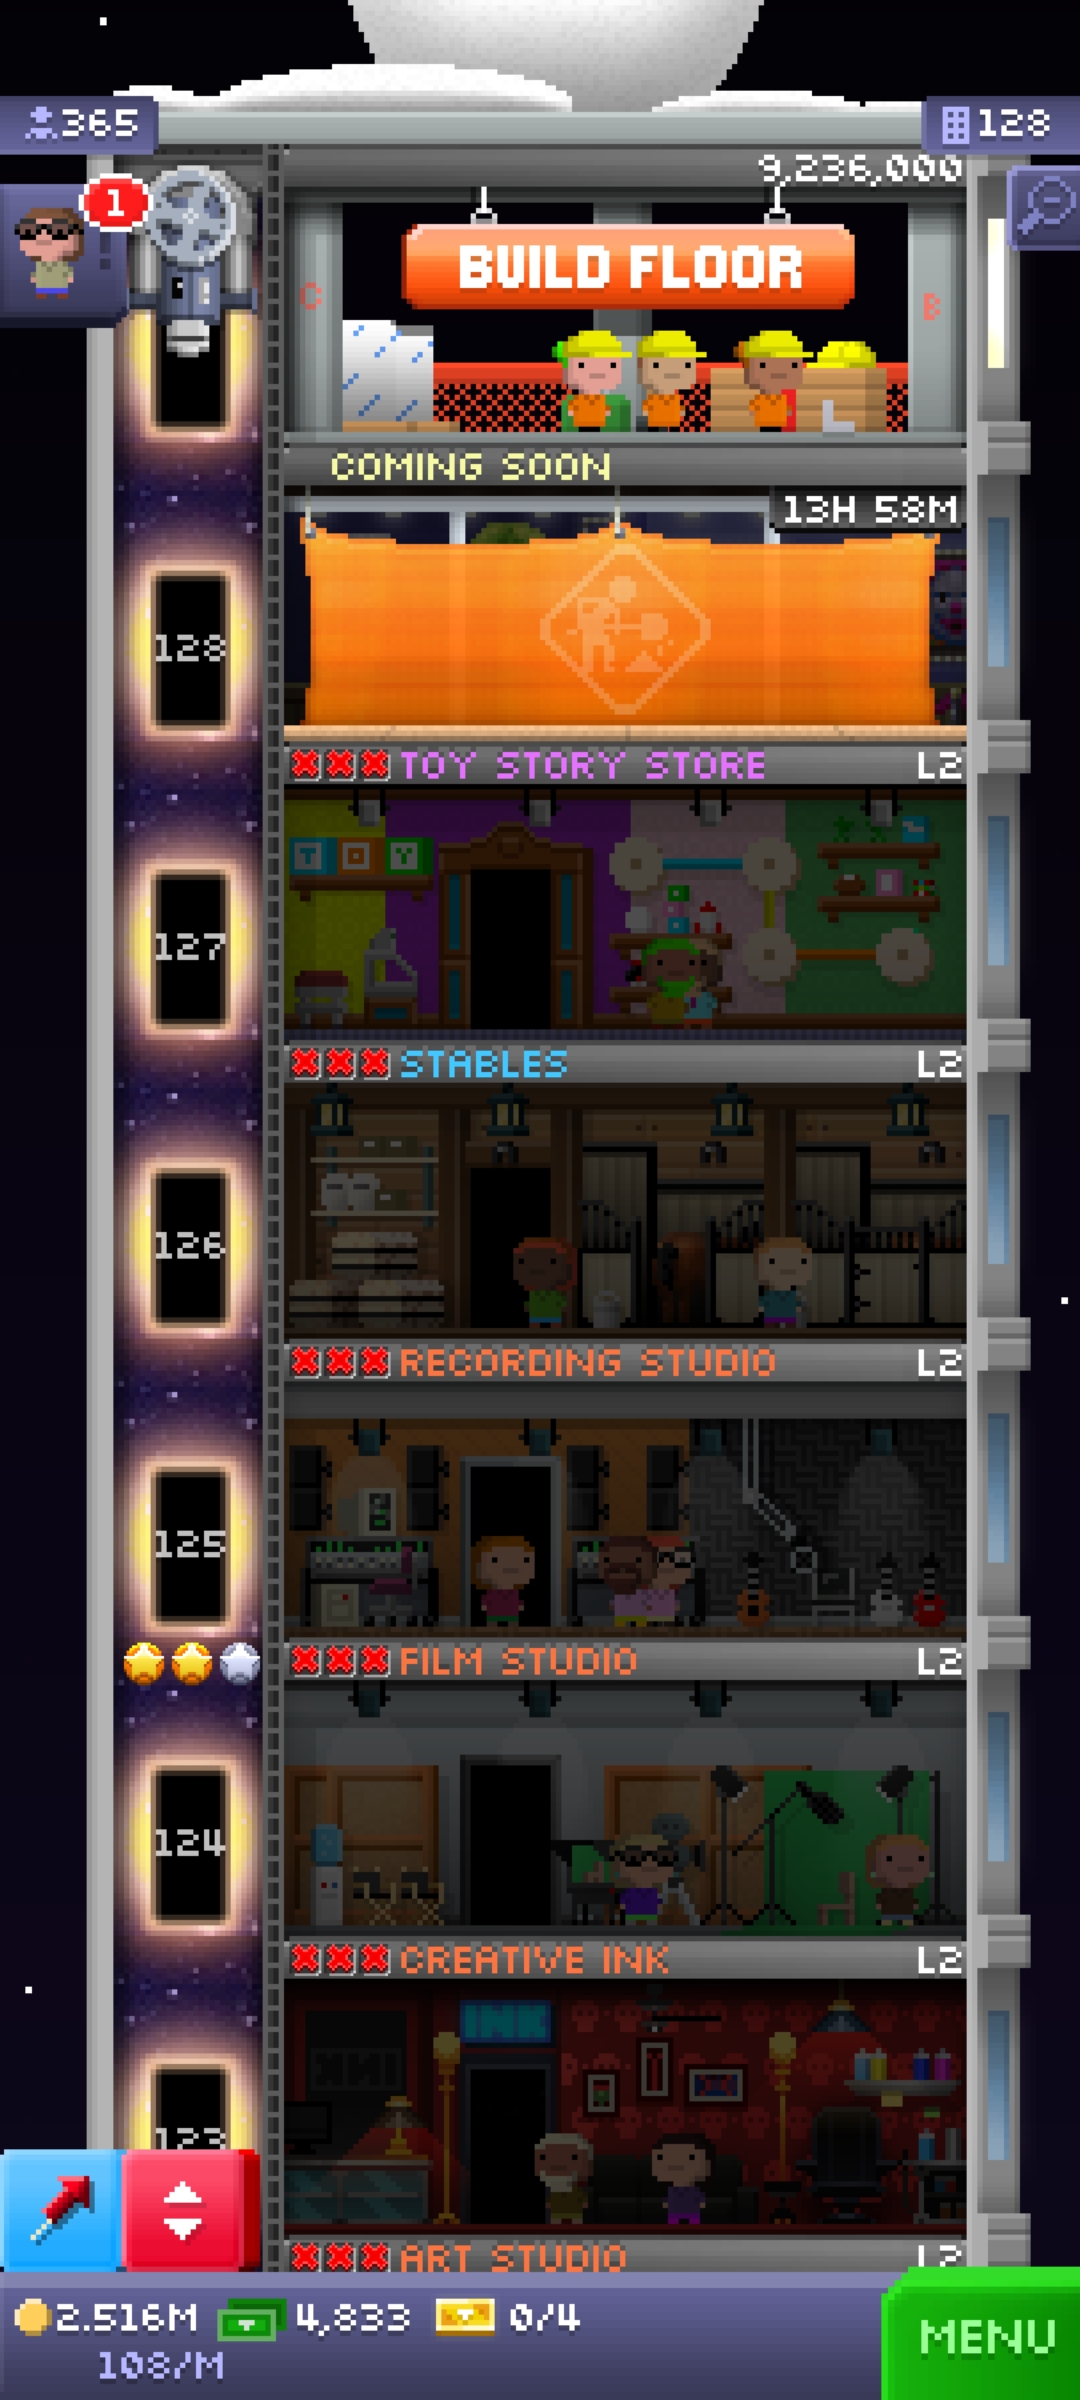 365
128
9,236,000
1
BUILD FLOOR
C
B
COMING SOON
13H 58M
128
TOY STORY STORE L2
T O Y
127
STABLES L2
126
RECORDING STUDIO L2
125
FILM STUDIO L2
124
CREATIVE INK L2
INK
123
ART STUDIO L2
2.516M 4,833 0/4
108/M
MENU